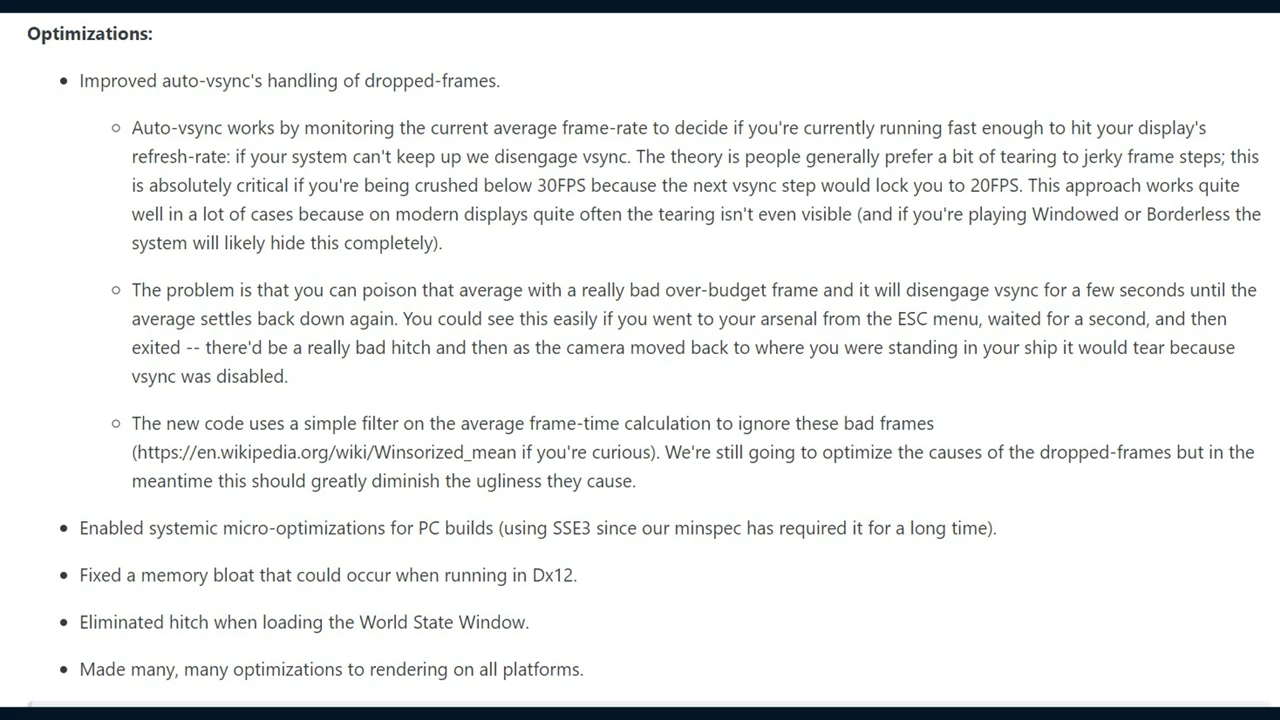 Optimizations:
Improved auto-vsync's handling of dropped-frames.
Auto-vsync works by monitoring the current average frame-rate to decide if you're currently running fast enough to hit your display's
refresh-rate: if your system can't keep up we disengage vsync. The theory is people generally prefer a bit of tearing to jerky frame steps; this
is absolutely critical if you're being crushed below 30FPS because the next vsync step would lock you to 20FPS. This approach works quite
well in a lot of cases because on modern displays quite often the tearing isn't even visible (and if you're playing Windowed or Borderless the
system will likely hide this completely).
The problem is that you can poison that average with a really bad over-budget frame and it will disengage vsync for a few seconds until the
average settles back down again. You could see this easily if you went to your arsenal from the ESC menu, waited for a second, and then
exited -- there'd be a really bad hitch and then as the camera moved back to where you were standing in your ship it would tear because
vsync was disabled.
The new code uses a simple filter on the average frame-time calculation to ignore these bad frames
(https://en.wikipedia.org/wiki/Winsorized_mean if you're curious). We're still going to optimize the causes of the dropped-frames but in the
meantime this should greatly diminish the ugliness they cause.
Enabled systemic micro-optimizations for PC builds (using SSE3 since our minspec has required it for a long time).
Fixed a memory bloat that could occur when running in Dx12.
Eliminated hitch when loading the World State Window.
Made many, many optimizations to rendering on all platforms.